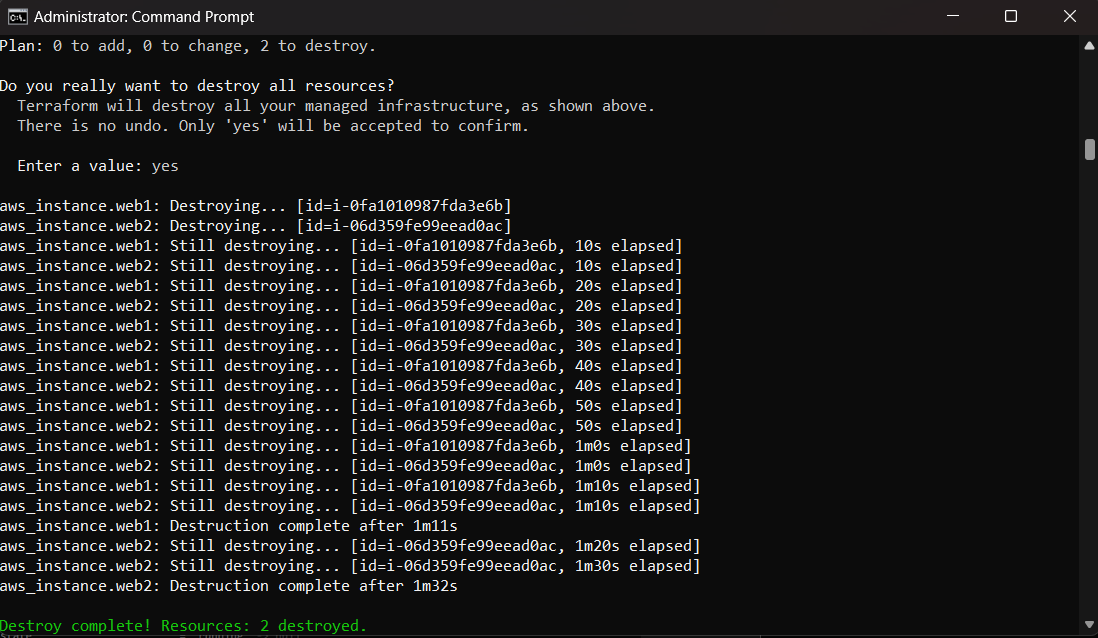 Administrator: Command Prompt
Plan: 0 to add, 0 to change, 2 to destroy.
Do you really want to destroy all resources?
Terraform will destroy all your managed infrastructure, as shown above.
There is no undo. Only 'yes' will be accepted to confirm.
Enter a value: yes
aws_instance.web1: Destroying... [id=i-0fa1010987fda3e6b]
aws_instance.web2: Destroying... [id=i-06d359fe99eead0ac]
aws_instance.web1: Still destroying... [id=i-0fa1010987fda3e6b, 10s elapsed]
aws_instance.web2: Still destroying... [id=i-06d359fe99eead0ac, 10s elapsed]
aws_instance.web1: Still destroying... [id=i-0fa1010987fda3e6b, 20s elapsed]
aws_instance.web2: Still destroying... [id=i-06d359fe99eead0ac, 20s elapsed]
aws_instance.web1: Still destroying... [id=i-0fa1010987fda3e6b, 30s elapsed]
aws_instance.web2: Still destroying... [id=i-06d359fe99eead0ac, 30s elapsed]
aws_instance.web1: Still destroying... [id=i-0fa1010987fda3e6b, 40s elapsed]
aws_instance.web2: Still destroying... [id=i-06d359fe99eead0ac, 40s elapsed]
aws_instance.web1: Still destroying... [id=i-0fa1010987fda3e6b, 50s elapsed]
aws_instance.web2: Still destroying... [id=i-06d359fe99eead0ac, 50s elapsed]
aws_instance.web1: Still destroying... [id=i-0fa1010987fda3e6b, 1m0s elapsed]
aws_instance.web2: Still destroying... [id=i-06d359fe99eead0ac, 1m0s elapsed]
aws_instance.web1: Still destroying... [id=i-0fa1010987fda3e6b, 1m10s elapsed]
aws_instance.web2: Still destroying... [id=i-06d359fe99eead0ac, 1m10s elapsed]
aws_instance.web1: Destruction complete after 1m11s
aws_instance.web2: Still destroying... [id=i-06d359fe99eead0ac, 1m20s elapsed]
aws_instance.web2: Still destroying... [id=i-06d359fe99eead0ac, 1m30s elapsed]
aws_instance.web2: Destruction complete after 1m32s
Destroy complete! Resources: 2 destroyed.